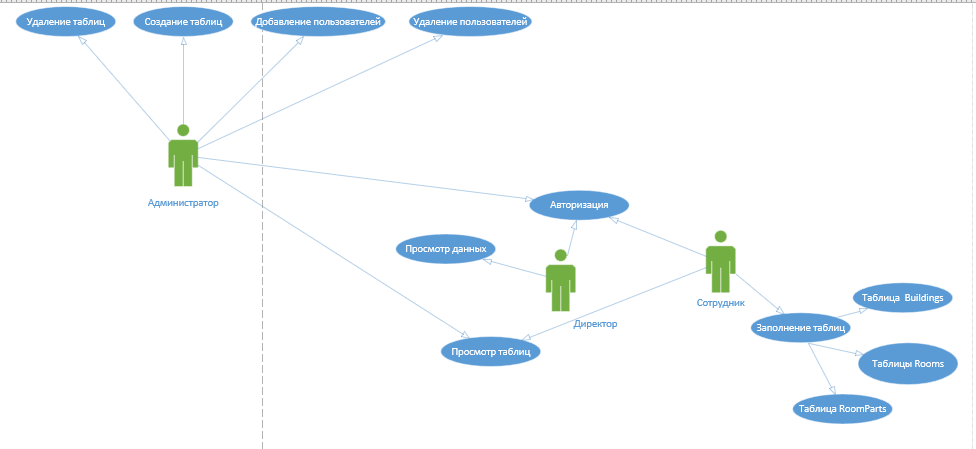 Удаление таблиц
Создание таблиц
Добавление пользователей
Удаление пользователей
Администратор
Авторизация
Просмотр данных
Директор
Сотрудник
Просмотр таблиц
Заполнение таблиц
Таблица Buildings
Таблицы Rooms
Таблица RoomParts